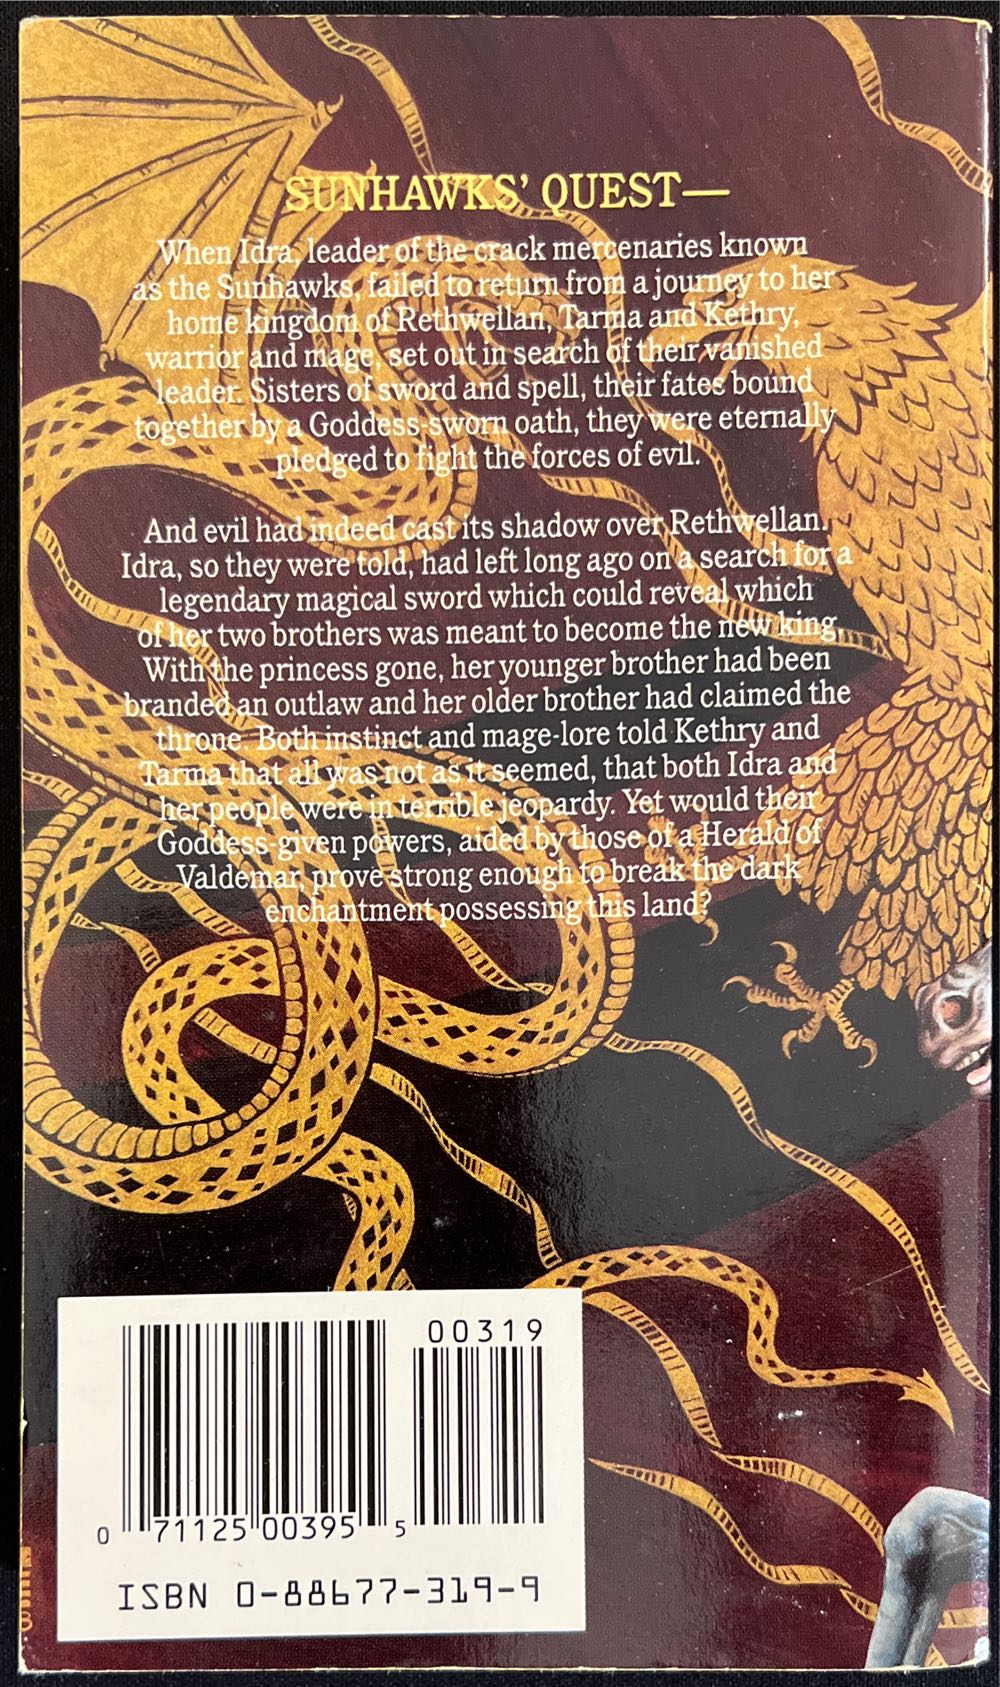 SUNHAWKS' QUEST—
When Idra, leader of the crack mercenaries known
as the Sunhawks, failed to return from a journey to her
home kingdom of Rethwellan, Tarma and Kethry,
warrior and mage, set out in search of their vanished
leader. Sisters of sword and spell, their fates bound
together by a Goddess-sworn oath, they were eternally
pledged to fight the forces of evil.
And evil had indeed cast its shadow over Rethwellan.
Idra, so they were told, had left long ago on a search for a
legendary magical sword which could reveal which
of her two brothers was meant to become the new king.
With the princess gone, her younger brother had been
branded an outlaw and her older brother had claimed the
throne. Both instinct and mage-lore told Kethry and
Tarma that all was not as it seemed, that both Idra and
her people were in terrible jeopardy. Yet would their
Goddess-given powers, aided by those of a Herald of
Valdemar, prove strong enough to break the dark
enchantment possessing this land?
00319
0 71125 00395 5
ISBN 0-88677-319-9